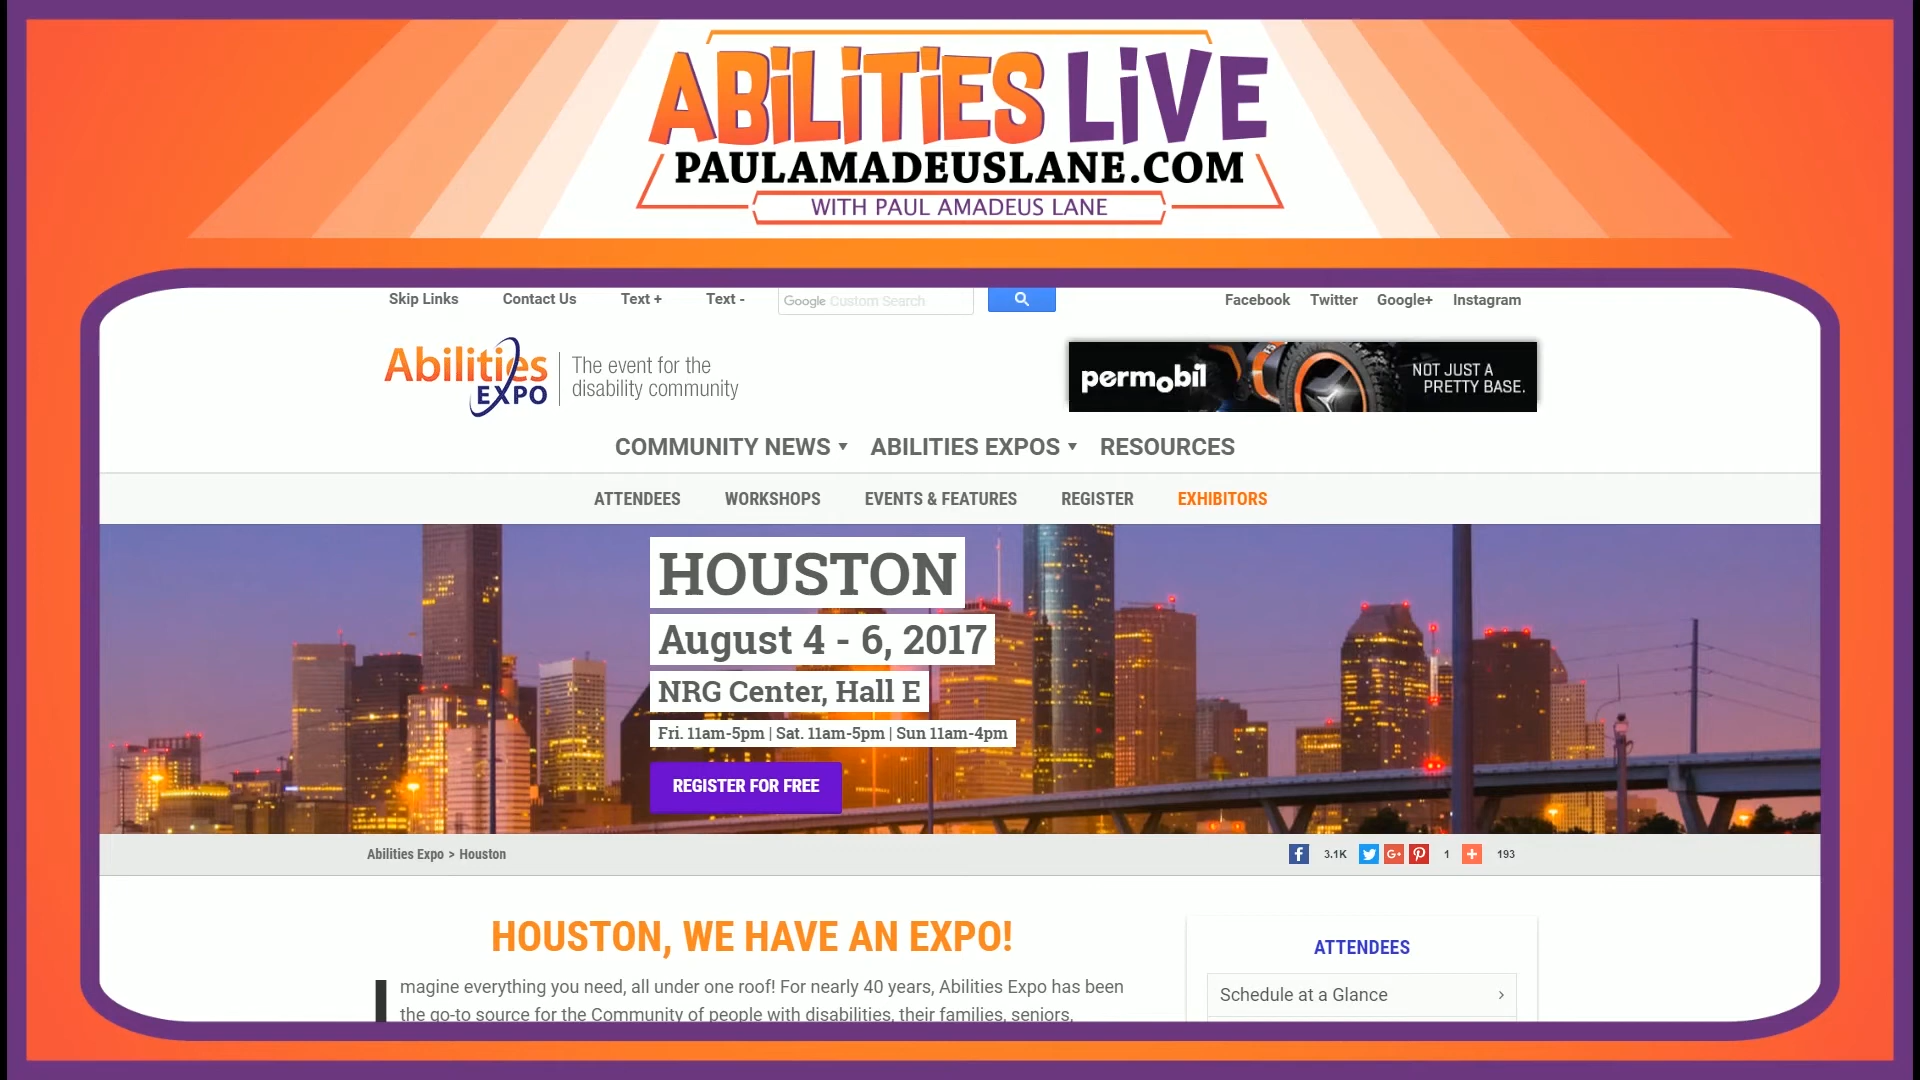 ABiLiTiES LiVE
PAULAMADEUSLANE.COM
WITH PAUL AMADEUS LANE
Skip Links Contact Us Text + Text - Google Custom Search Facebook Twitter Google+ Instagram
Abilities EXPO
The event for the
disability community
permobil
NOT JUST A
PRETTY BASE.
COMMUNITY NEWS ABILITIES EXPOS RESOURCES
ATTENDEES WORKSHOPS EVENTS & FEATURES REGISTER EXHIBITORS
HOUSTON
August 4 - 6, 2017
NRG Center, Hall E
Fri. 11am-5pm | Sat. 11am-5pm | Sun 11am-4pm
REGISTER FOR FREE
Abilities Expo > Houston
f 3.1K G+ 1 + 193
HOUSTON, WE HAVE AN EXPO!
ATTENDEES
Imagine everything you need, all under one roof! For nearly 40 years, Abilities Expo has been
the go-to source for the Community of people with disabilities, their families, seniors,
Schedule at a Glance >